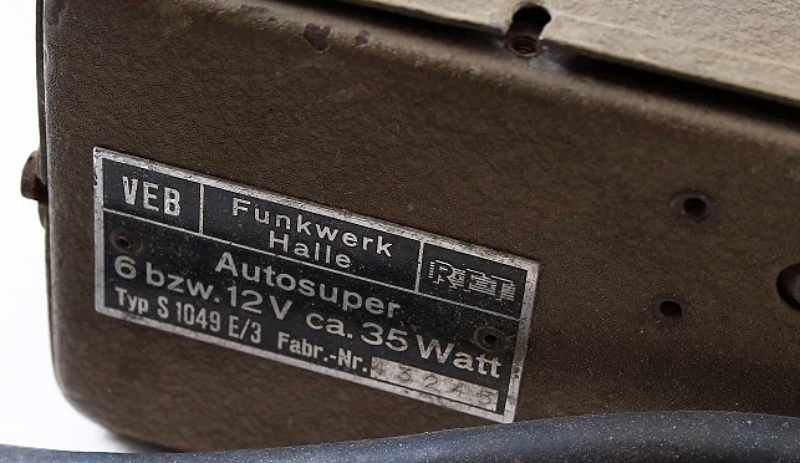 VEB
Funkwerk
Halle
RFT
Autosuper
6 bzw. 12 V ca. 35 Watt
Typ S 1049 E/3 Fabr.-Nr.